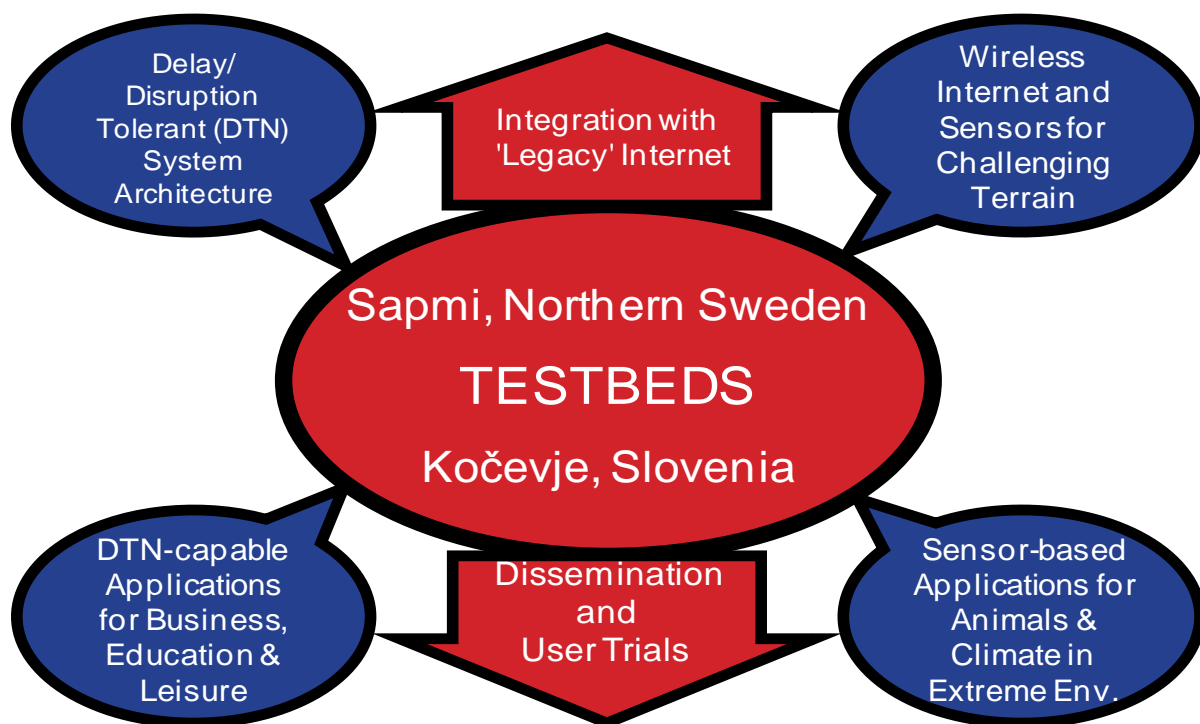 Delay/
Disruption
Tolerant (DTN)
System
Architecture
Integration with
'Legacy' Internet
Wireless
Internet and
Sensors for
Challenging
Terrain
Sapmi, Northern Sweden
TESTBEDS
Kočevje, Slovenia
DTN-capable
Applications
for Business,
Education &
Leisure
Dissemination
and
User Trials
Sensor-based
Applications for
Animals &
Climate in
Extreme Env.